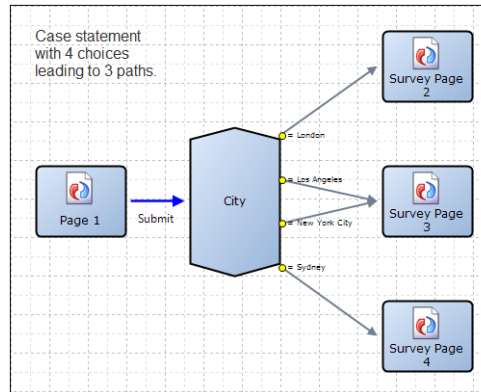 Case statement
with 4 choices
leading to 3 paths.
Survey Page
2
= London
= Los Angeles
Page 1
Submit
City
Survey Page
3
= New York City
= Sydney
Survey Page
4